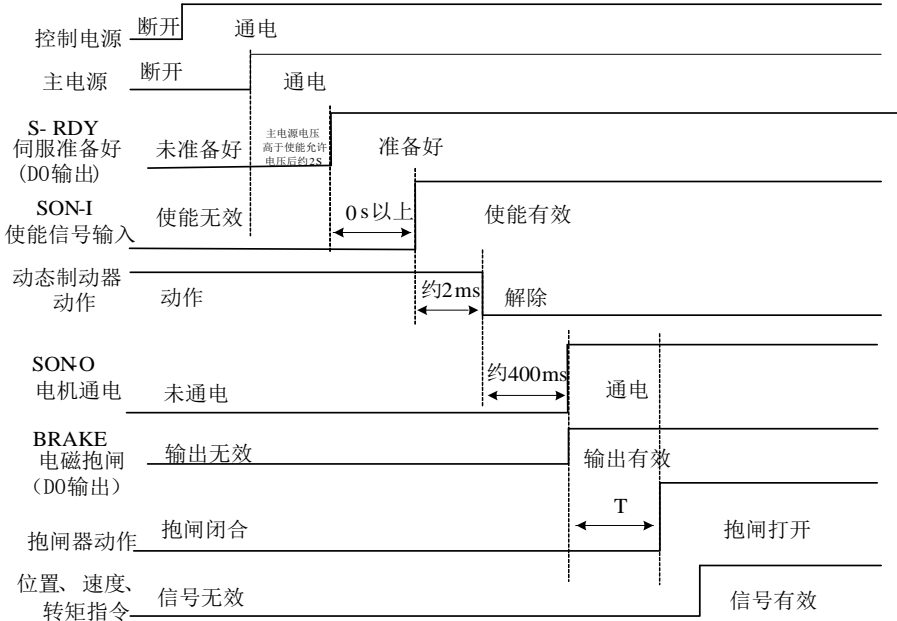 控制电源 断开 通电
主电源 断开 通电
S- RDY
伺服准备好
(DO输出)
未准备好
主电源电压
高于使能允许
电压后约2S
准备好
SON-I
使能信号输入
使能无效
0s以上
使能有效
动态制动器
动作
动作
约2ms
解除
SON-O
电机通电
未通电
约400ms
通电
BRAKE
电磁抱闸
（DO输出）
输出无效
输出有效
T
抱闸器动作
抱闸闭合
抱闸打开
位置、速度、
转矩指令
信号无效
信号有效